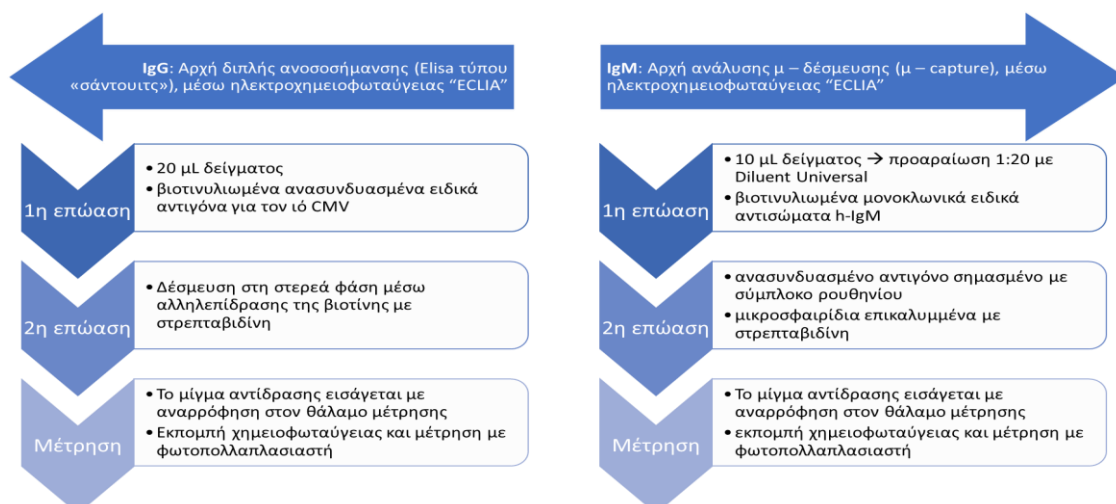 IgG: Αρχή διπλής ανοσοσήμανσης (Elisa τύπου
«σάντουιτς»), μέσω ηλεκτροχημειοφωταύγειας “ECLIA”
1η επώαση
• 20 μL δείγματος
• βιοτινυλιωμένα ανασυνδυασμένα ειδικά
αντιγόνα για τον ιό CMV
2η επώαση
• Δέσμευση στη στερεά φάση μέσω
αλληλεπίδρασης της βιοτίνης με
στρεπταβιδίνη
Μέτρηση
• Το μίγμα αντίδρασης εισάγεται με
αναρρόφηση στον θάλαμο μέτρησης
• Εκπομπή χημειοφωταύγειας και μέτρηση με
φωτοπολλαπλασιαστή
IgM: Αρχή ανάλυσης μ – δέσμευσης (μ – capture), μέσω
ηλεκτροχημειοφωταύγειας “ECLIA”
1η επώαση
• 10 μL δείγματος → προαραίωση 1:20 με
Diluent Universal
• βιοτινυλιωμένα μονοκλωνικά ειδικά
αντισώματα h-IgM
2η επώαση
• ανασυνδυασμένο αντιγόνο σημασμένο με
σύμπλοκο ρουθηνίου
• μικροσφαιρίδια επικαλυμμένα με
στρεπταβιδίνη
Μέτρηση
• Το μίγμα αντίδρασης εισάγεται με
αναρρόφηση στον θάλαμο μέτρησης
• εκπομπή χημειοφωταύγειας και μέτρηση με
φωτοπολλαπλασιαστή